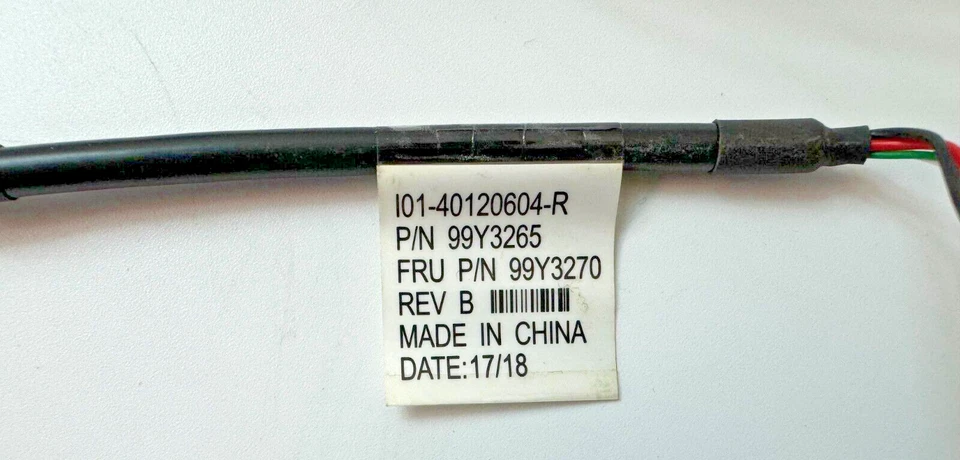 I01-40120604-R
P/N 99Y3265
FRU P/N 99Y3270
REV B
MADE IN CHINA
DATE:17/18